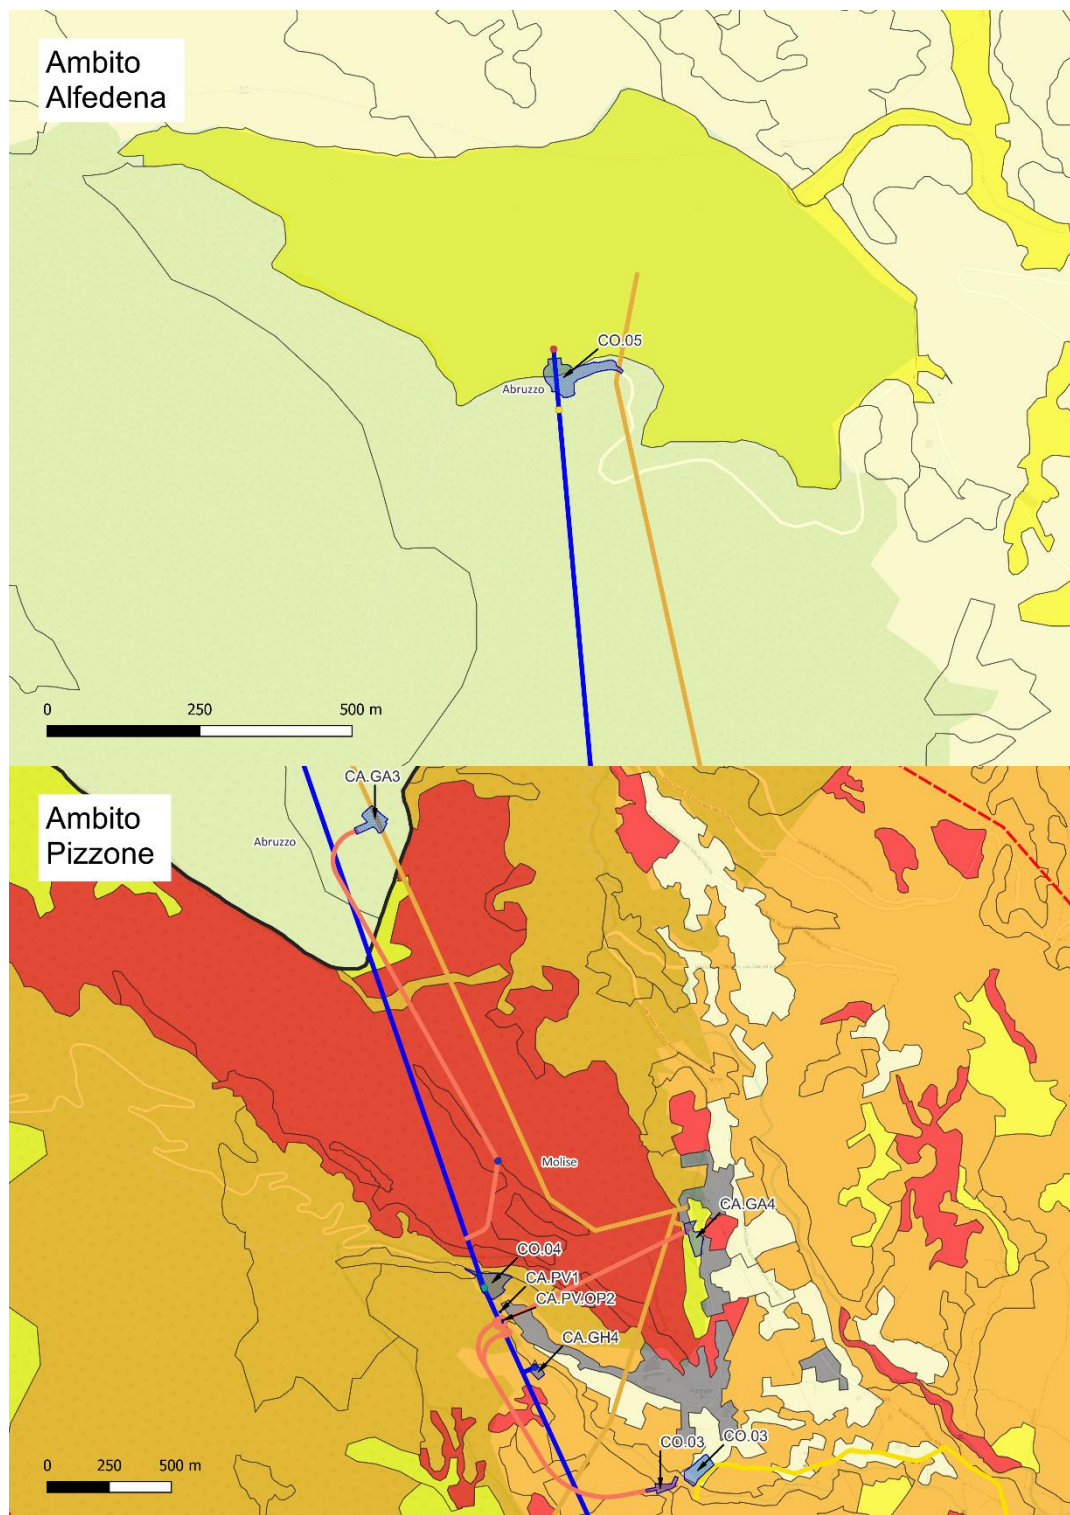 Ambito
Alfedena
CO.05
Abruzzo
0 250 500 m
Ambito
Pizzone
CA.GA3
Abruzzo
Molise
CA.GA4
CO.04
CA.PV1
CA.PV.OP2
CA.GH4
CO.03
CO.03
0 250 500 m